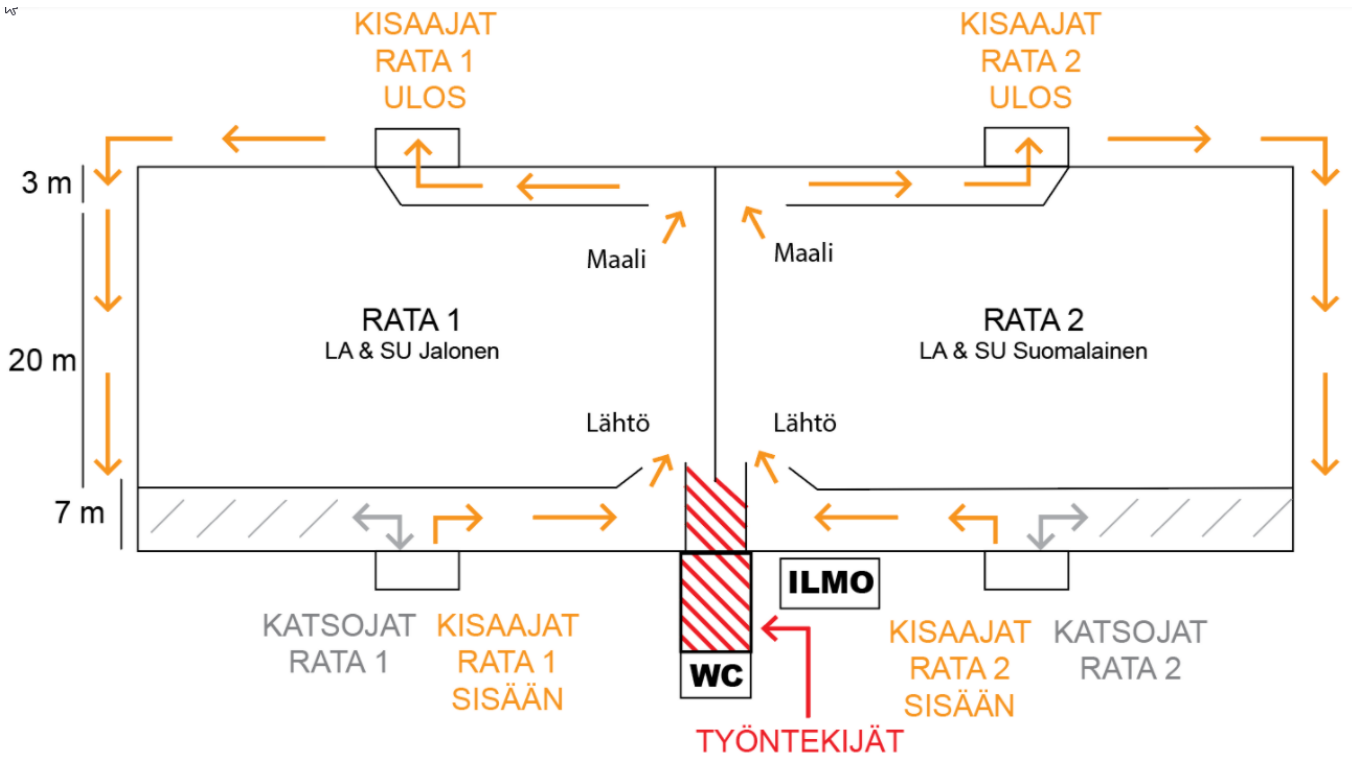 KISAAJAT
RATA 1
ULOS
KISAAJAT
RATA 2
ULOS
3 m
Maali
Maali
RATA 1
LA & SU Jalonen
RATA 2
LA & SU Suomalainen
20 m
Lähtö
Lähtö
7 m
ILMO
KATSOJAT
RATA 1
KISAAJAT
RATA 1
SISÄÄN
WC
KISAAJAT
RATA 2
SISÄÄN
KATSOJAT
RATA 2
TYÖNTEKIJÄT